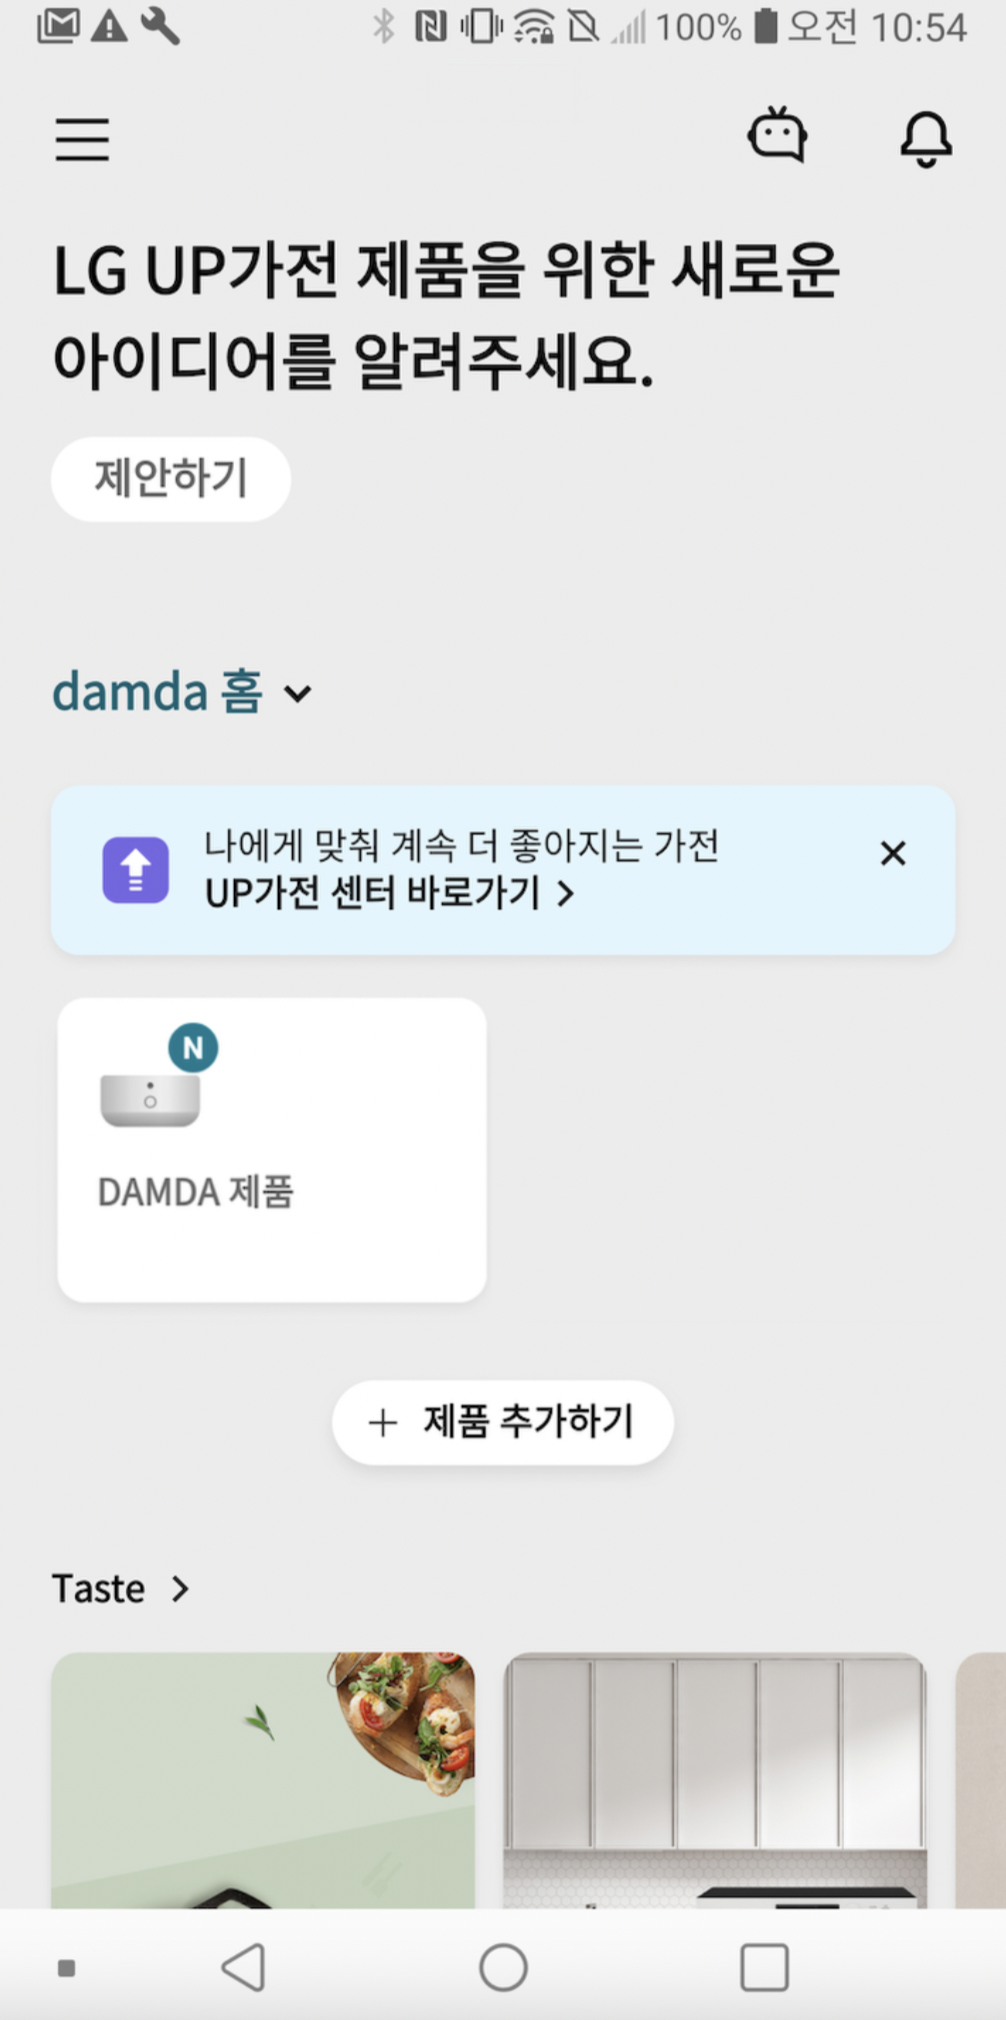 100% 오전 10:54
LG UP가전 제품을 위한 새로운
아이디어를 알려주세요.
제안하기
damda 홈
나에게 맞춰 계속 더 좋아지는 가전
UP가전 센터 바로가기 >
N
DAMDA 제품
+ 제품 추가하기
Taste >